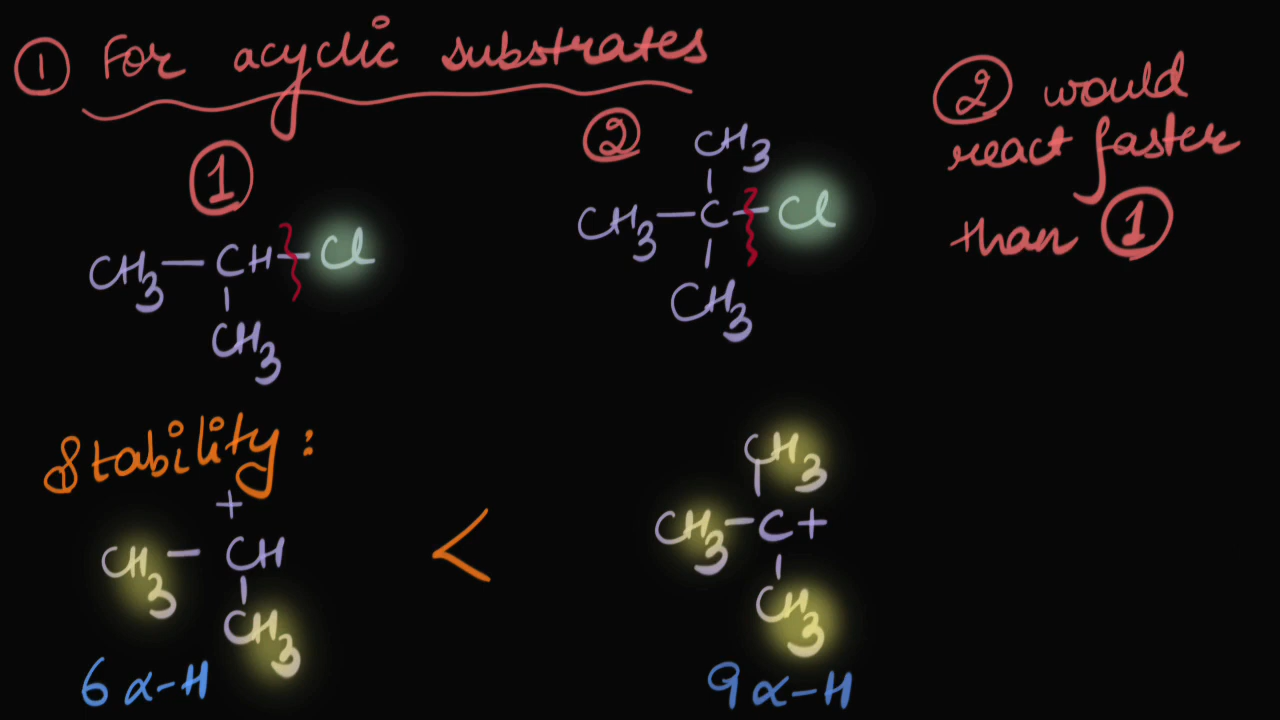 ① For acyclic substrates
② would
react faster
than ①
① ②
CH3
CH3 — CH — Cl CH3 — C — Cl
CH3 CH3
Stability:
+ CH3
CH3 — CH < CH3 — C +
CH3 CH3
6 α-H 9 α-H